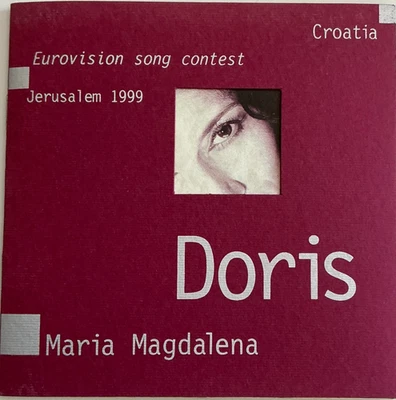 Croatia
Eurovision song contest
Jerusalem 1999
Doris
Maria Magdalena